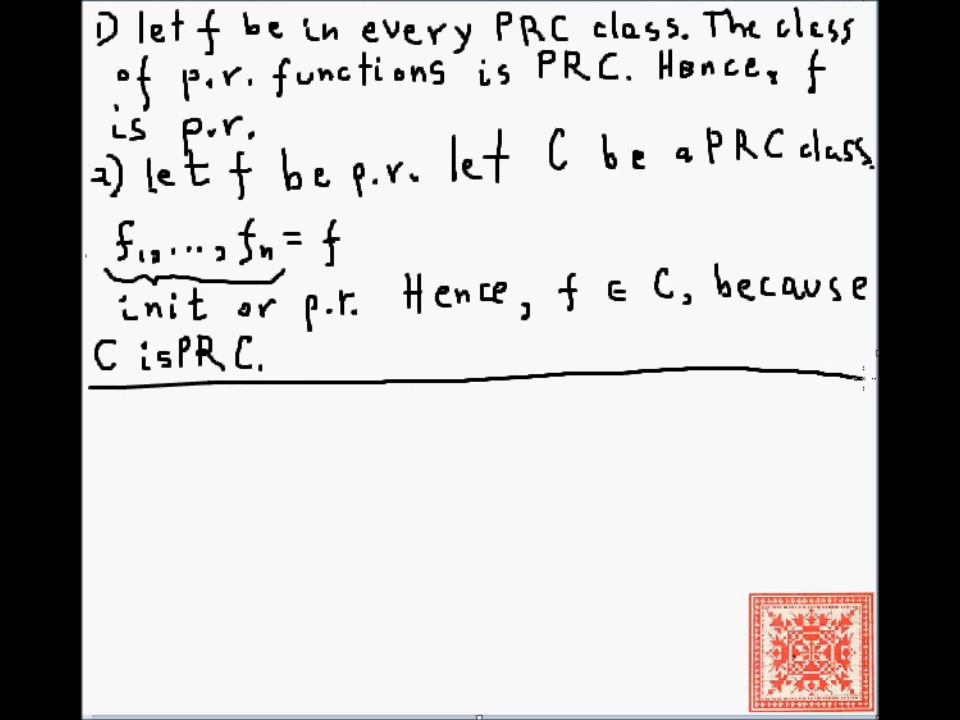 1) let f be in every PRC class. The class
of p.r. functions is PRC. Hence, f
is p.r.
2) let f be p.r. let C be a PRC class.
f₁, ..., fₙ = f
init or p.r. Hence, f ∈ C, because
C is PRC.